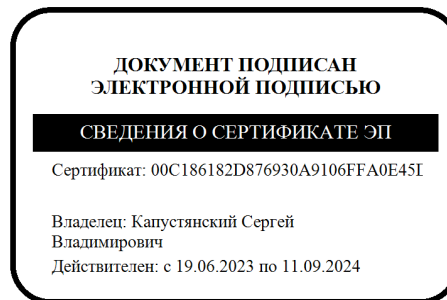 ДОКУМЕНТ ПОДПИСАН
ЭЛЕКТРОННОЙ ПОДПИСЬЮ
СВЕДЕНИЯ О СЕРТИФИКАТЕ ЭП
Сертификат: 00C186182D876930A9106FFA0E45
Владелец: Капустянский Сергей
Владимирович
Действителен: с 19.06.2023 по 11.09.2024